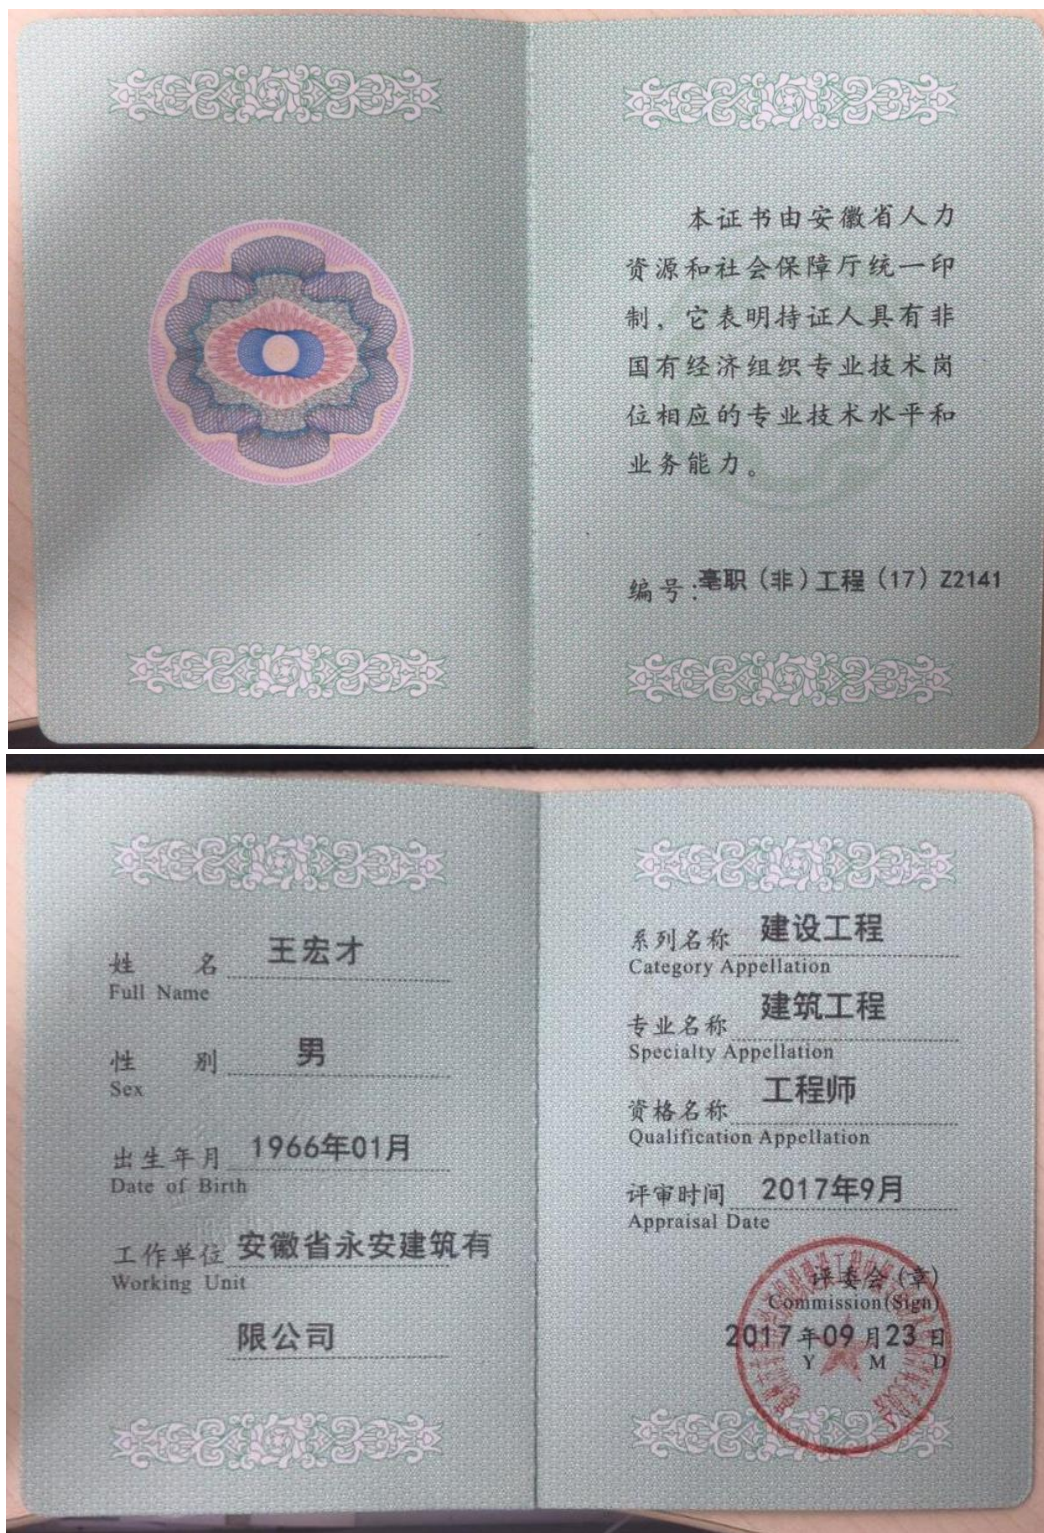 本证书由安徽省人力
资源和社会保障厅统一印
制，它表明持证人具有非
国有经济组织专业技术岗
位相应的专业技术水平和
业务能力。
编号:亳职（非）工程（17）Z2141
姓 名 王宏才
Full Name
性 别 男
Sex
出生年月 1966年01月
Date of Birth
工作单位 安徽省永安建筑有
Working Unit
限公司
系列名称 建设工程
Category Appellation
专业名称 建筑工程
Specialty Appellation
资格名称 工程师
Qualification Appellation
评审时间 2017年9月
Appraisal Date
评委会(章)
Commission(Sign)
2017年09月23日
Y M D